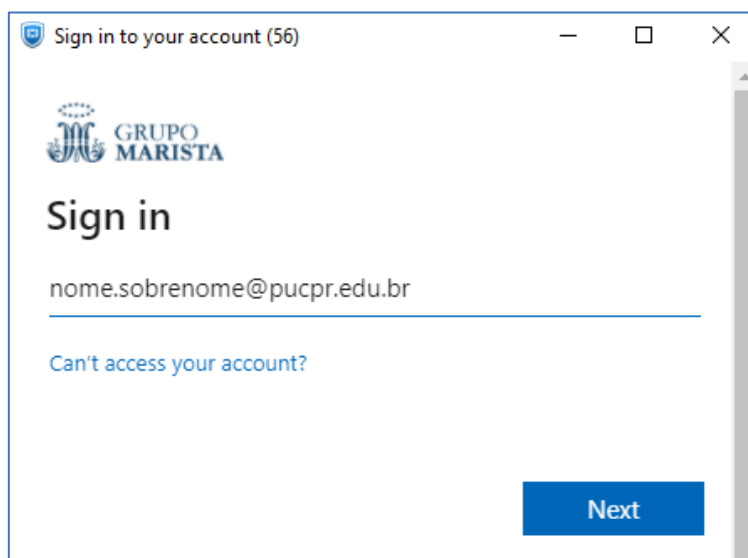 Sign in to your account (56)
GRUPO
MARISTA
Sign in
nome.sobrenome@pucpr.edu.br
Can't access your account?
Next